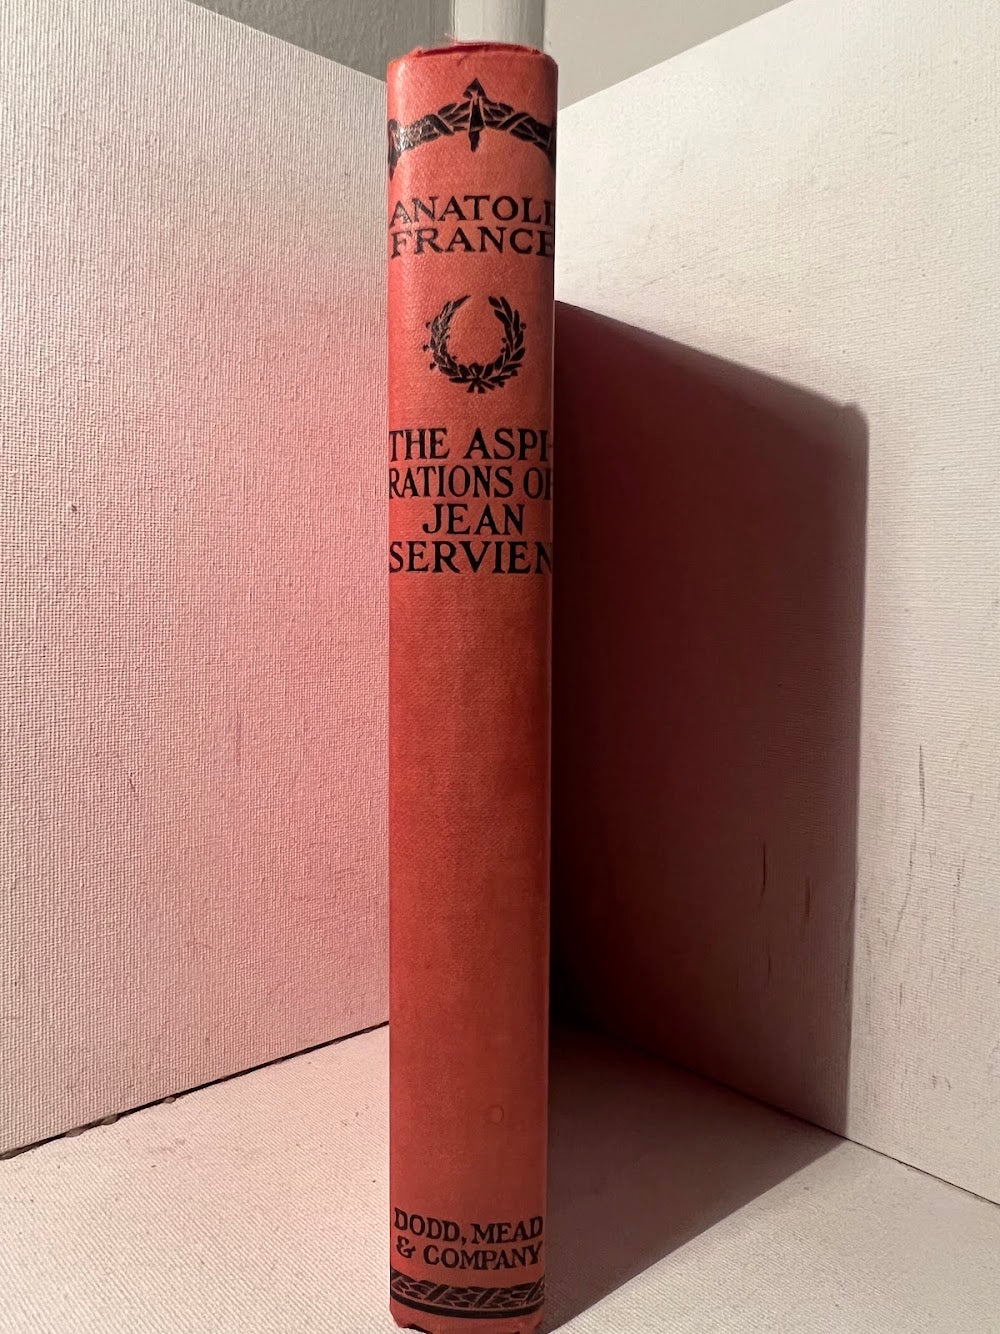 ANATOLE
FRANCE
THE ASPI-
RATIONS OF
JEAN
SERVIEN
DODD, MEAD
& COMPANY